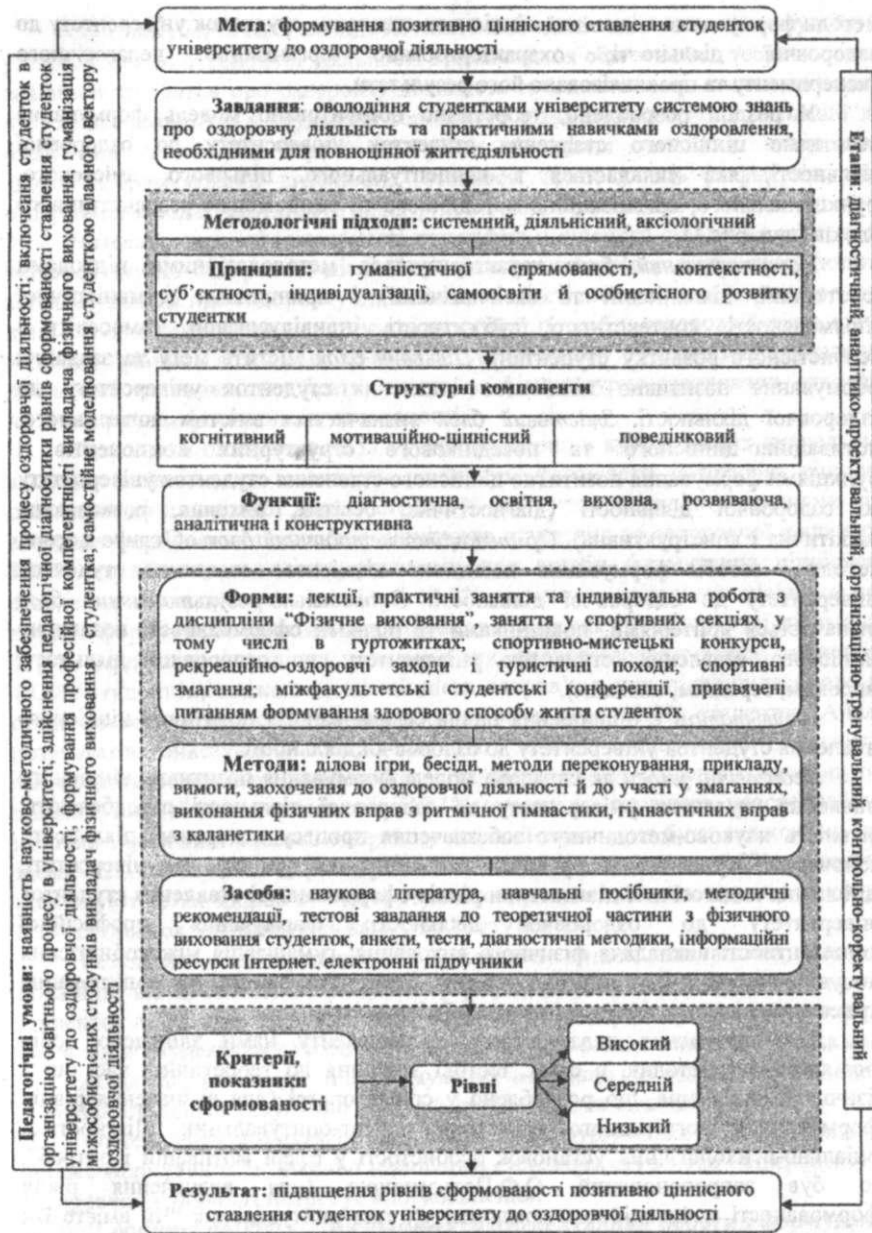 Мета: формування позитивно ціннісного ставлення студенток
університету до оздоровчої діяльності
Завдання: оволодіння студентками університету системою знань
про оздоровчу діяльність та практичними навичками оздоровлення,
необхідними для повноцінної життєдіяльності
Методологічні підходи: системний, діяльнісний, аксіологічний
Принципи: гуманістичної спрямованості, контекстності,
суб’єктності, індивідуалізації, самоосвіти й особистісного розвитку
студентки
Структурні компоненти
когнітивний мотиваційно-ціннісний поведінковий
Функції: діагностична, освітня, виховна, розвиваюча,
аналітична і конструктивна
Форми: лекції, практичні заняття та індивідуальна робота з
дисципліни “Фізичне виховання”, заняття у спортивних секціях, у
тому числі в гуртожитках; спортивно-мистецькі конкурси,
рекреаційно-оздоровчі заходи і туристичні походи; спортивні
змагання; міжфакультетські студентські конференції, присвячені
питанням формування здорового способу життя студенток
Методи: ділові ігри, бесіди, методи переконування, прикладу,
вимоги, заохочення до оздоровчої діяльності й до участі у змаганнях,
виконання фізичних вправ з ритмічної гімнастики, гімнастичних вправ
з каланетики
Засоби: наукова література, навчальні посібники, методичні
рекомендації, тестові завдання до теоретичної частини з фізичного
виховання студенток, анкети, тести, діагностичні методики, інформаційні
ресурси Інтернет, електронні підручники
Критерії,
показники
сформованості
Рівні
Високий
Середній
Низький
Результат: підвищення рівнів сформованості позитивно ціннісного
ставлення студенток університету до оздоровчої діяльності
Педагогічні умови: наявність науково-методичного забезпечення процесу оздоровчої діяльності; включення студенток в
організацію освітнього процесу в університеті; здійснення педагогічної діагностики рівнів сформованості ставлення студенток
університету до оздоровчої діяльності; формування професійної компетентності викладача фізичного виховання, гуманізація
міжособистісних стосунків викладач фізичного виховання – студентка; самостійне моделювання студенткою власного вектору
оздоровчої діяльності
Етапи: діагностичний, аналітико-проектувальний, організаційно-тренувальний, контрольно-коректувальний